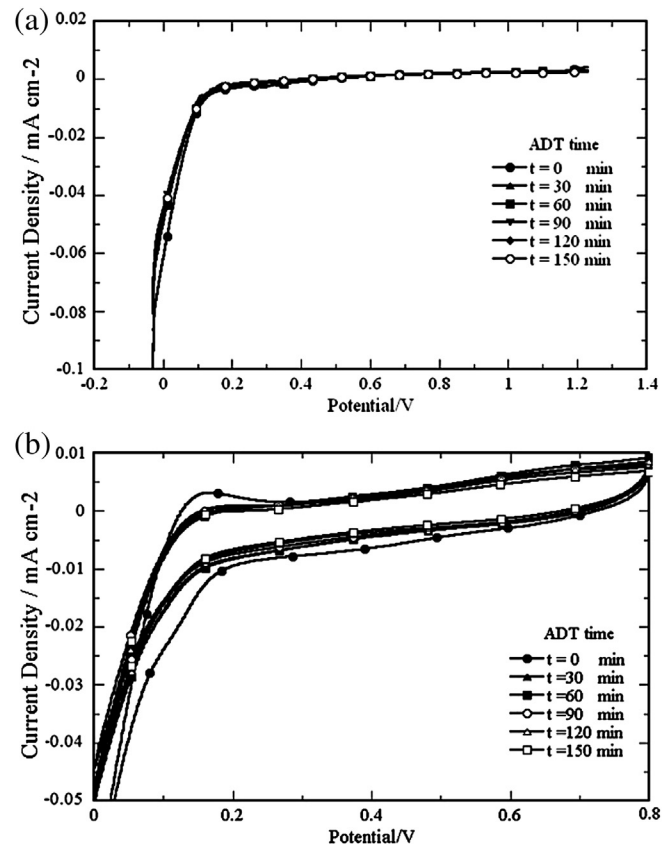 (a)
0.02
0
-0.02
-0.04
-0.06
-0.08
-0.1
Current Density / mA cm-2
ADT time
t = 0 min
t = 30 min
t = 60 min
t = 90 min
t = 120 min
t = 150 min
-0.2 0 0.2 0.4 0.6 0.8 1 1.2 1.4
Potential/V
(b)
0.01
0
-0.01
-0.02
-0.03
-0.04
-0.05
Current Density / mA cm-2
ADT time
t = 0 min
t =30 min
t = 60 min
t =90 min
t =120 min
t =150 min
0 0.2 0.4 0.6 0.8
Potential/V